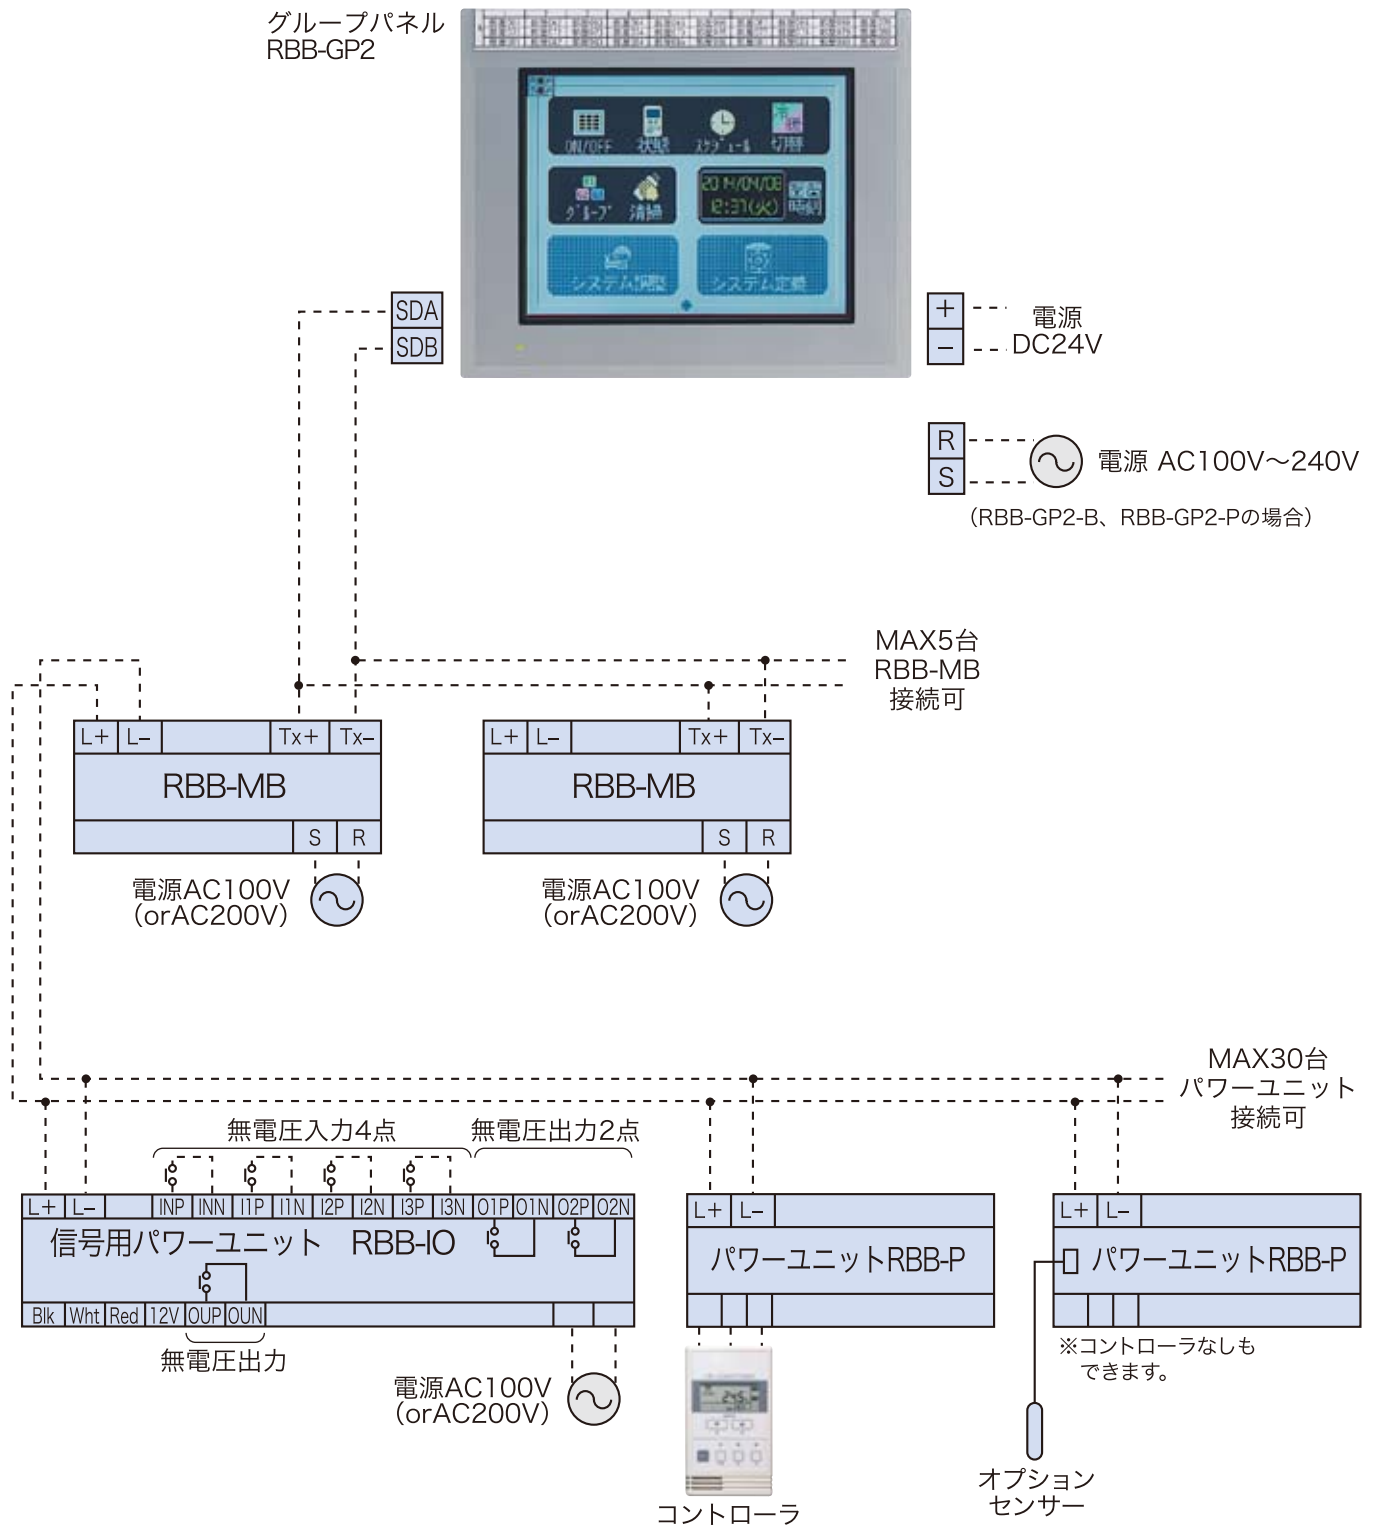 グループパネル
RBB-GP2
ON/OFF
状態
スケジュール
切替
グループ
清掃
2014/04/08
12:37(火)
時刻
システム調整
システム定義
SDA
SDB
+
−
電源
DC24V
R
S
電源 AC100V～240V
（RBB-GP2-B、RBB-GP2-Pの場合）
MAX5台
RBB-MB
接続可
L+ L− Tx+ Tx−
RBB-MB
S R
電源AC100V
（orAC200V）
L+ L− Tx+ Tx−
RBB-MB
S R
電源AC100V
（orAC200V）
MAX30台
パワーユニット
接続可
無電圧入力4点
無電圧出力2点
L+ L− INP INN I1P I1N I2P I2N I3P I3N O1P O1N O2P O2N
信号用パワーユニット RBB-IO
Blk Wht Red 12V OUP OUN
無電圧出力
電源AC100V
（orAC200V）
L+ L−
パワーユニットRBB-P
コントローラ
L+ L−
パワーユニットRBB-P
※コントローラなしも
できます。
オプション
センサー